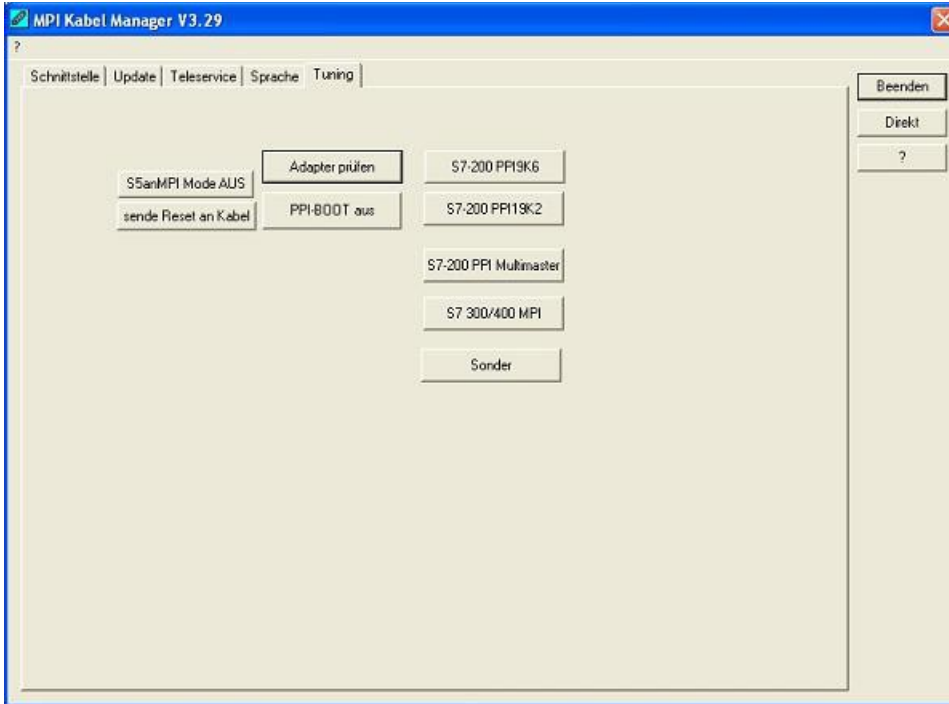 MPI Kabel Manager V3.29
?
Schnittstelle Update Teleservice Sprache Tuning
Beenden
Direkt
?
Adapter prüfen
S7-200 PPI9K6
S5anMPI Mode AUS
sende Reset an Kabel
PPI-BOOT aus
S7-200 PPI19K2
S7-200 PPI Multimaster
S7 300/400 MPI
Sonder